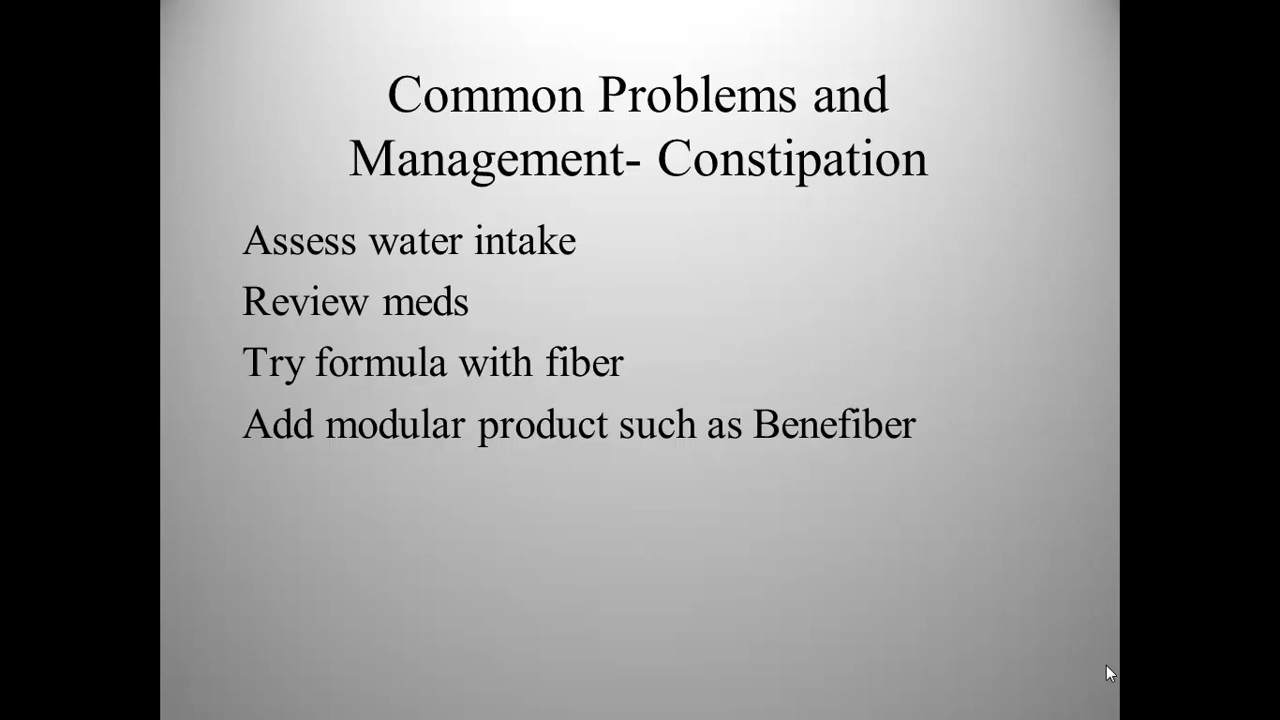 Common Problems and
Management- Constipation
Assess water intake
Review meds
Try formula with fiber
Add modular product such as Benefiber